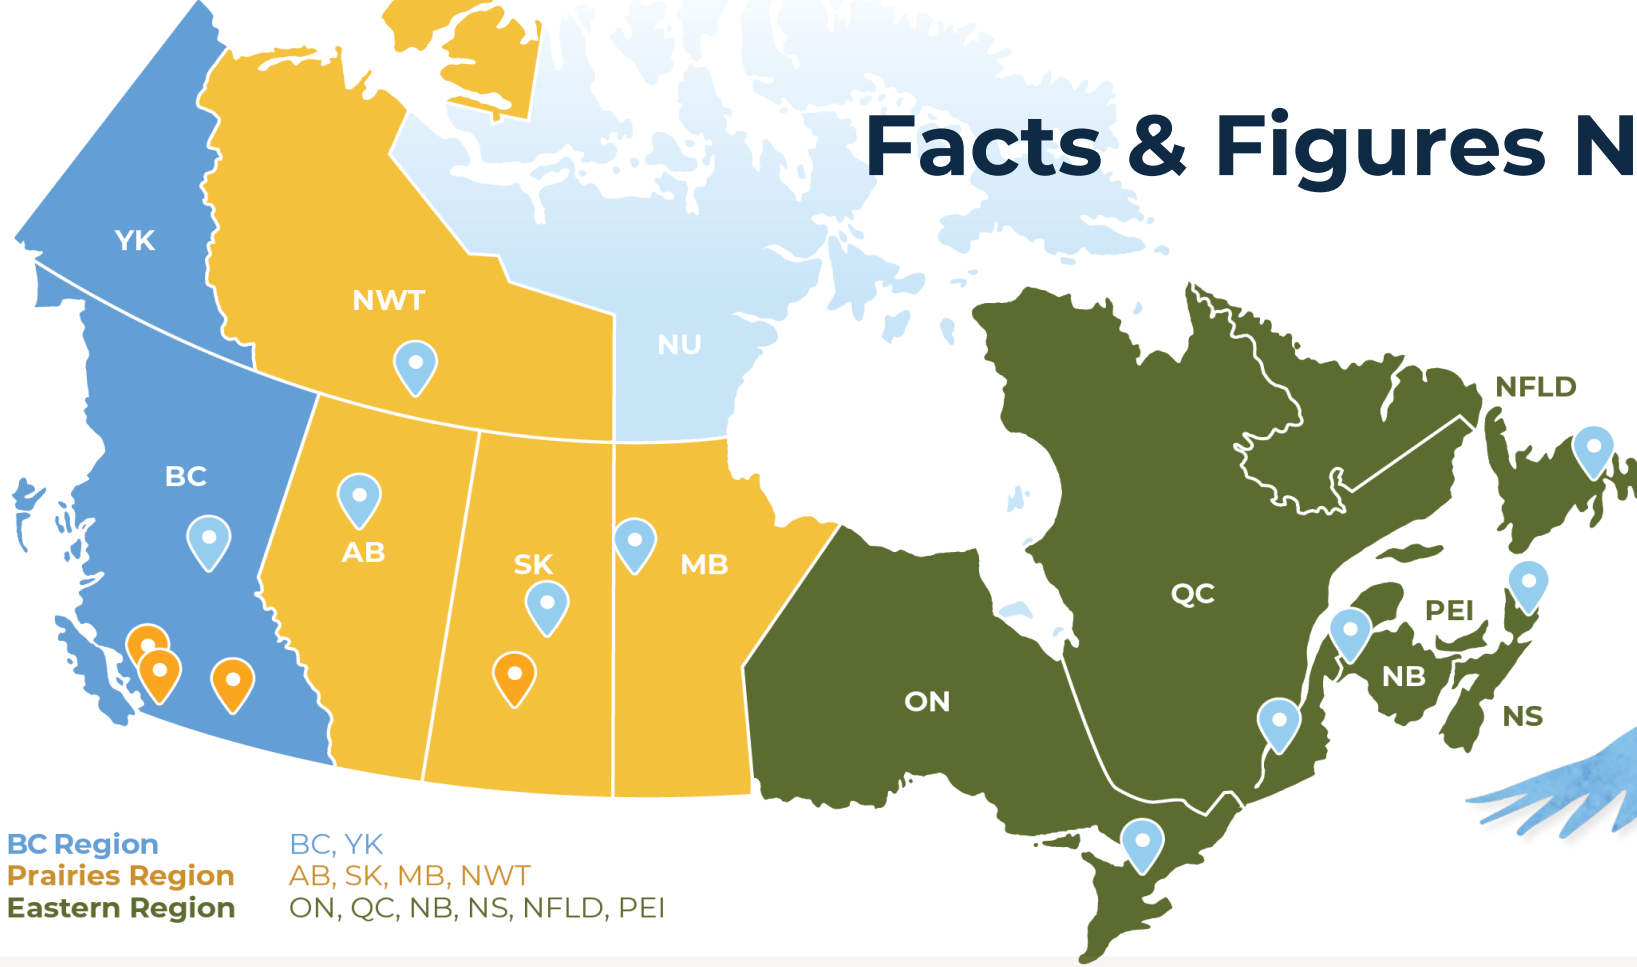 Facts & Figures N
YK
NWT
NU
NFLD
BC
AB
SK
MB
QC
PEI
NB
ON
NS
BC Region BC, YK
Prairies Region AB, SK, MB, NWT
Eastern Region ON, QC, NB, NS, NFLD, PEI